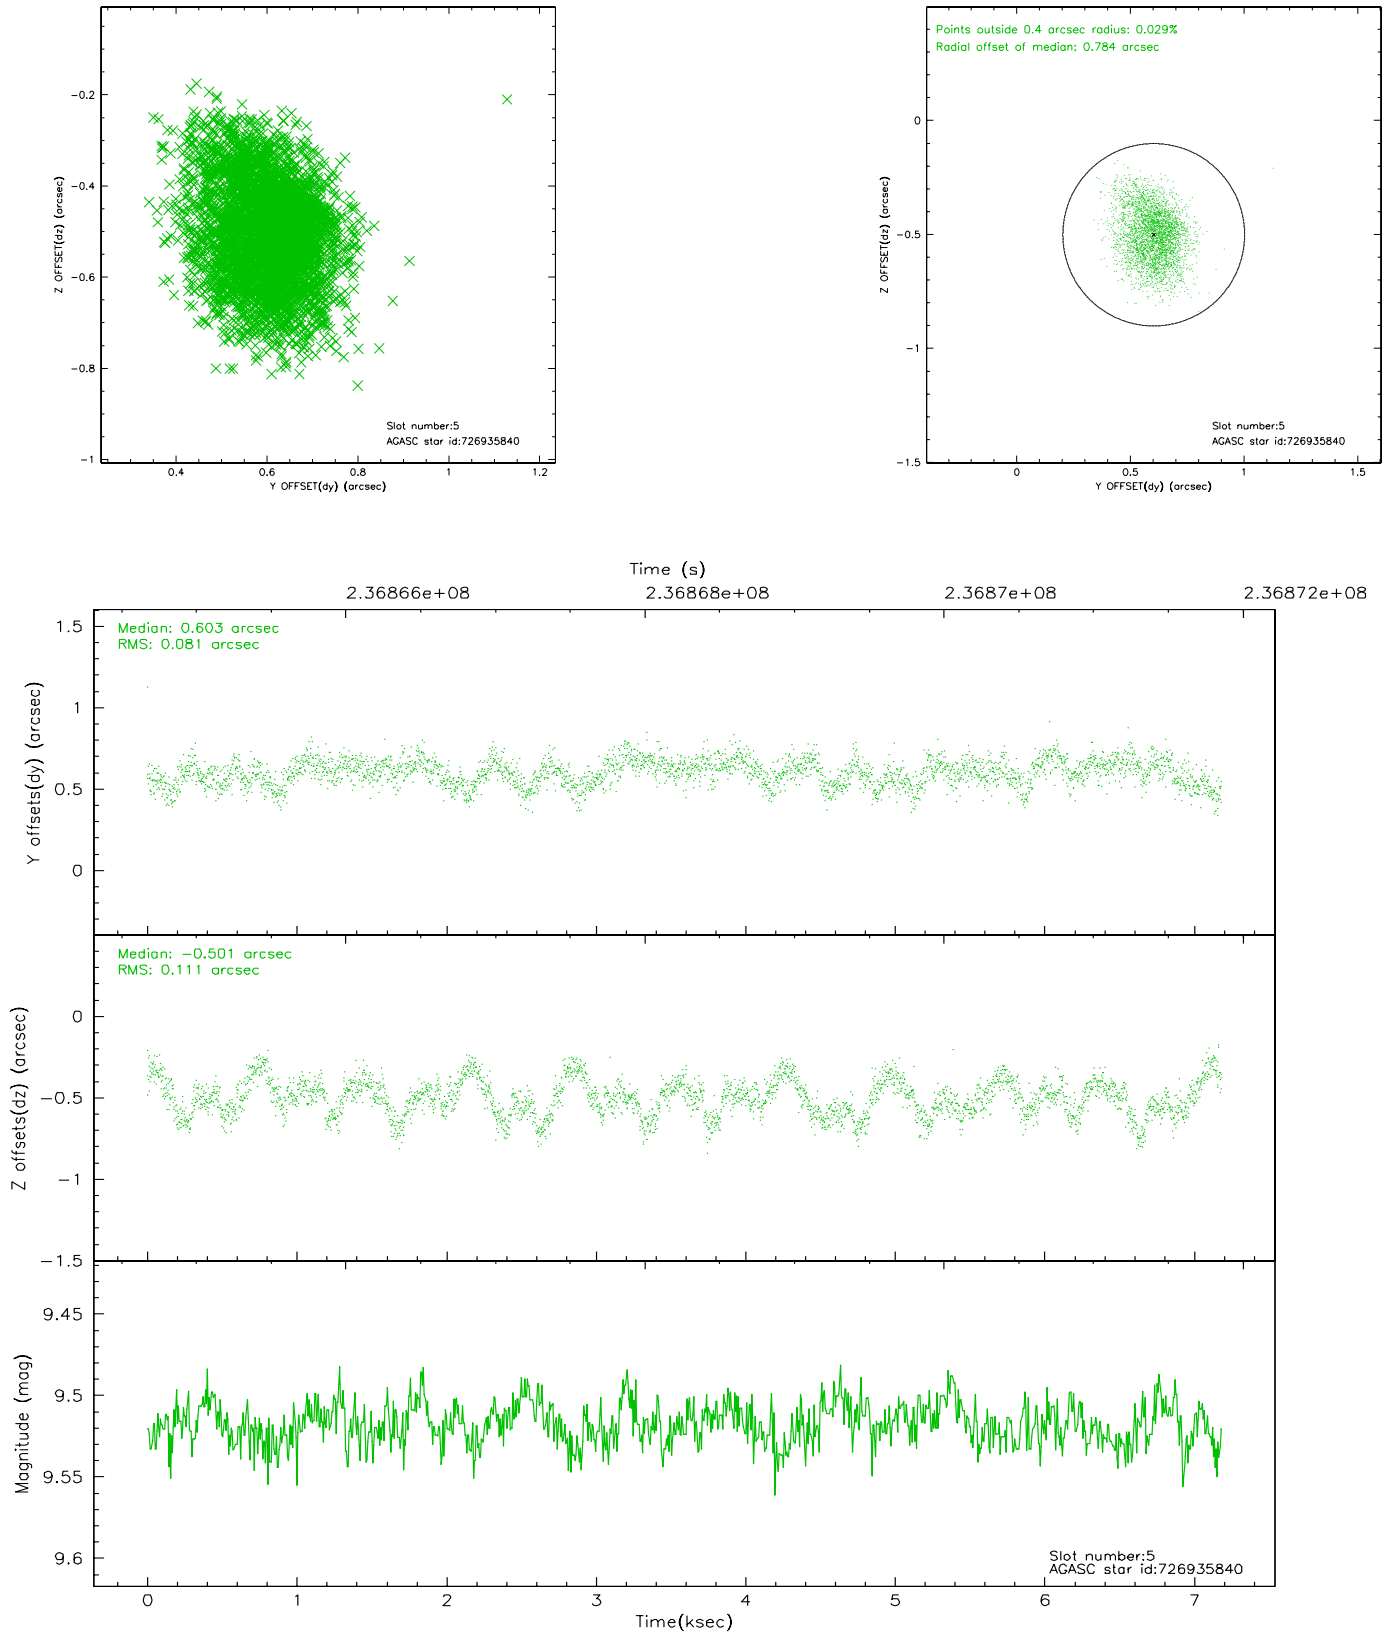 −0.2
−0.4
−0.6
−0.8
−1
Z OFFSET(dz) (arcsec)
0.4 0.6 0.8 1 1.2
Y OFFSET(dy) (arcsec)
Slot number:5
AGASC star id:726935840
Points outside 0.4 arcsec radius: 0.029%
Radial offset of median: 0.784 arcsec
0
−0.5
−1
−1.5
Z OFFSET(dz) (arcsec)
0 0.5 1 1.5
Y OFFSET(dy) (arcsec)
Slot number:5
AGASC star id:726935840
Time (s)
2.36866e+08 2.36868e+08 2.3687e+08 2.36872e+08
Median: 0.603 arcsec
RMS: 0.081 arcsec
1.5
1
0.5
0
Y offsets(dy) (arcsec)
Median: −0.501 arcsec
RMS: 0.111 arcsec
0
−0.5
−1
−1.5
Z offsets(dz) (arcsec)
9.45
9.5
9.55
9.6
Magnitude (mag)
Slot number:5
AGASC star id:726935840
0 1 2 3 4 5 6 7
Time(ksec)